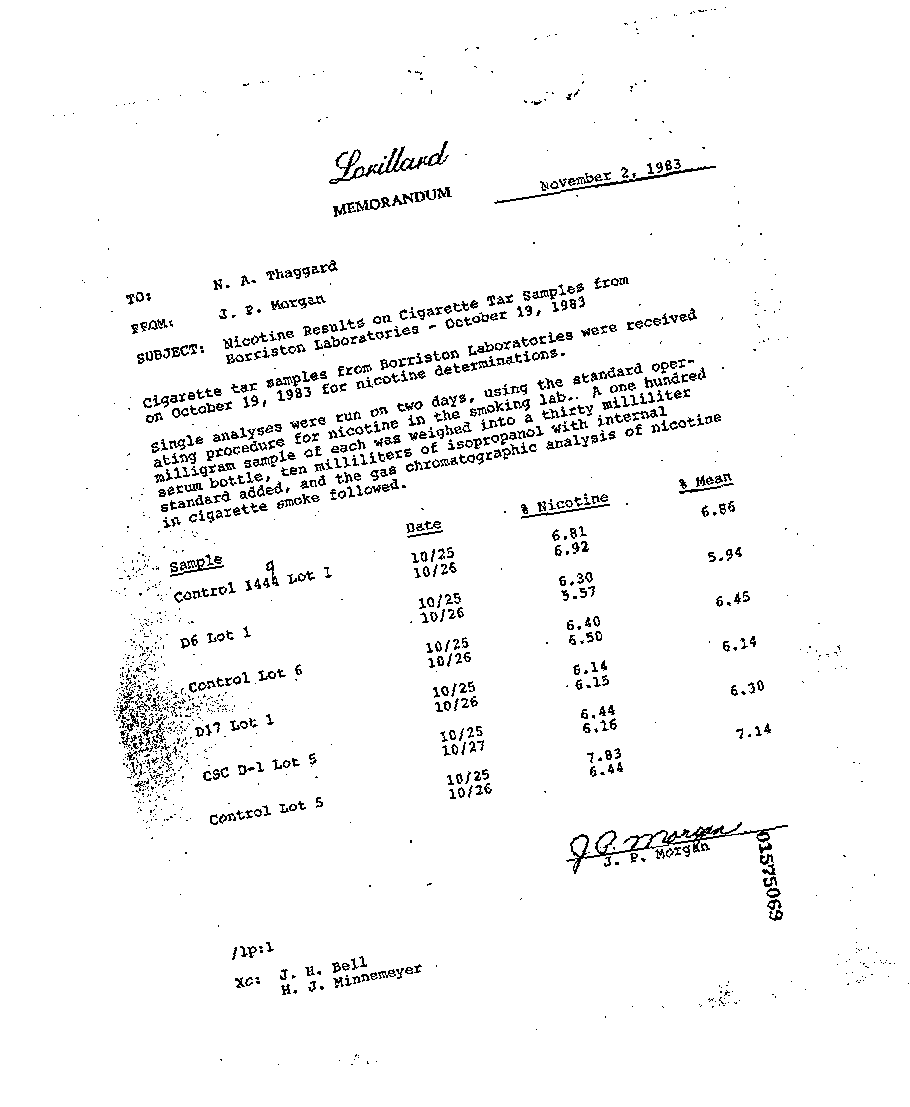 Lorillard
MEMORANDUM
November 2, 1983
TO: N. A. Thaggard
FROM: J. P. Morgan
SUBJECT: Nicotine Results on Cigarette Tar Samples from
Borriston Laboratories - October 19, 1983
Cigarette tar samples from Borriston Laboratories were received
on October 19, 1983 for nicotine determinations.
Single analyses were run on two days, using the standard oper-
ating procedure for nicotine in the smoking lab.. A one hundred
milligram sample of each was weighed into a thirty milliliter
serum bottle, ten milliliters of isopropanol with internal
standard added, and the gas chromatographic analysis of nicotine
in cigarette smoke followed.
Sample Date % Nicotine % Mean
Control 1444 Lot 1 10/25 6.81 6.86
9
10/26 6.92
D6 Lot 1 10/25 6.30 5.94
10/26 5.57
Control Lot 6 10/25 6.40 6.45
10/26 6.50
D17 Lot 1 10/25 6.14 6.14
10/26 6.15
CSC D-1 Lot 5 10/25 6.44 6.30
10/27 6.16
Control Lot 5 10/25 7.83 7.14
10/26 6.44
J. P. Morgan
J. P. Morgan
01575069
/lp:1
xc: J. H. Bell
H. J. Minnemeyer